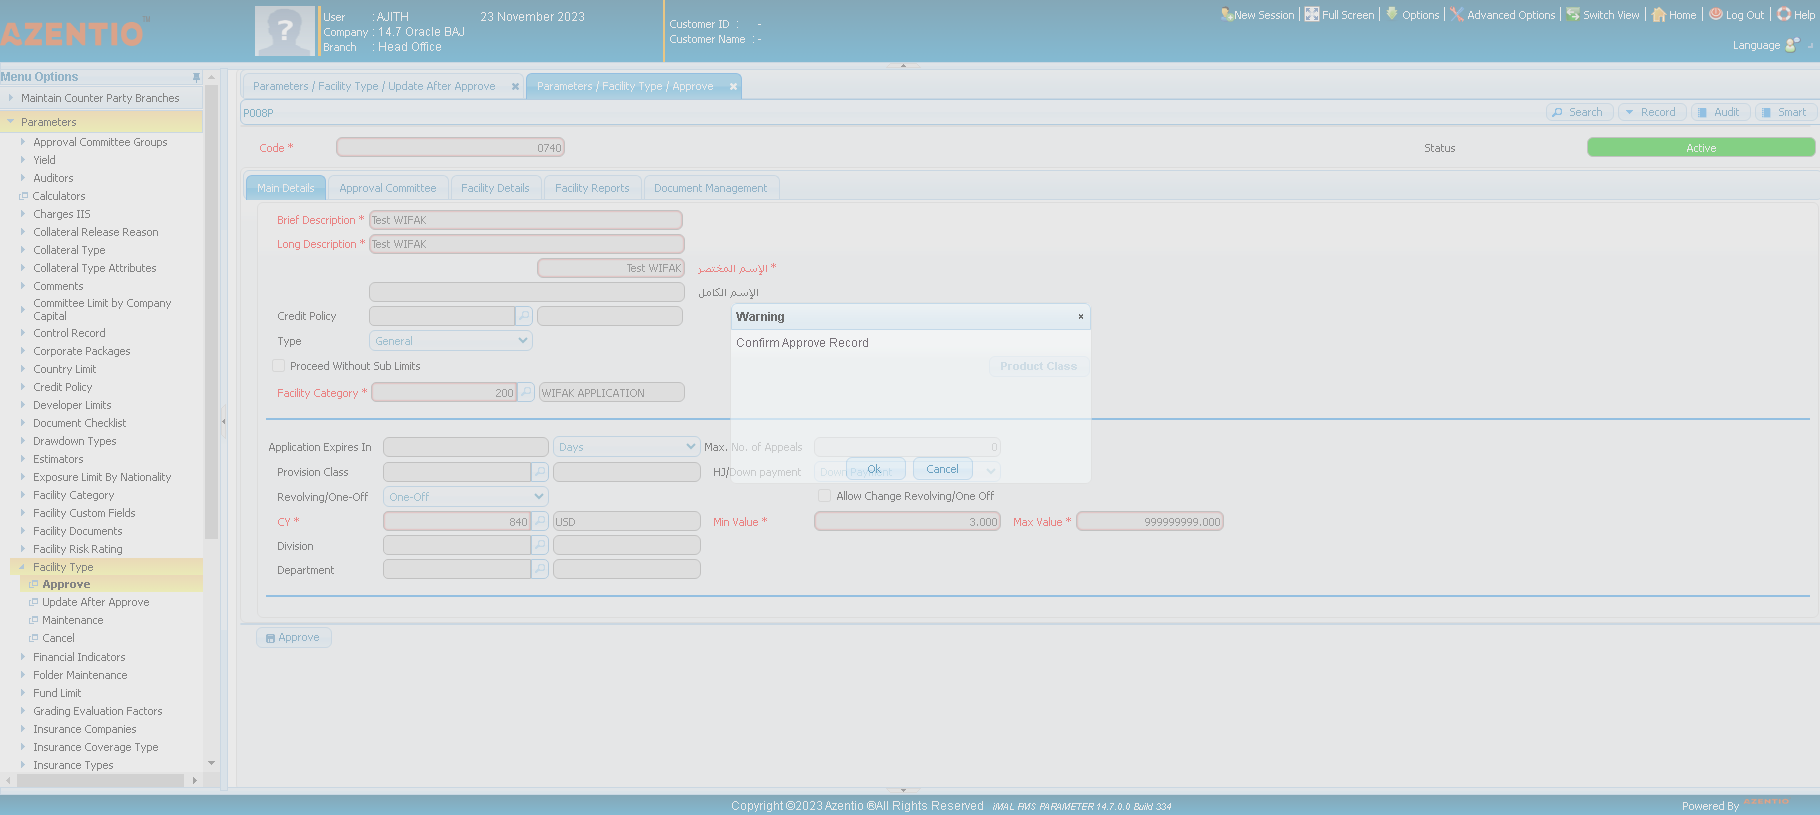 AZENTIO™
User : AJITH 23 November 2023
Company : 14.7 Oracle BAJ
Branch : Head Office
Customer ID : -
Customer Name : -
New Session Full Screen Options Advanced Options Switch View Home Log Out Help
Language
Menu Options
Maintain Counter Party Branches
Parameters
Approval Committee Groups
Yield
Auditors
Calculators
Charges IIS
Collateral Release Reason
Collateral Type
Collateral Type Attributes
Comments
Committee Limit by Company
Capital
Control Record
Corporate Packages
Country Limit
Credit Policy
Developer Limits
Document Checklist
Drawdown Types
Estimators
Exposure Limit By Nationality
Facility Category
Facility Custom Fields
Facility Documents
Facility Risk Rating
Facility Type
Approve
Update After Approve
Maintenance
Cancel
Financial Indicators
Folder Maintenance
Fund Limit
Grading Evaluation Factors
Insurance Companies
Insurance Coverage Type
Insurance Types
Parameters / Facility Type / Update After Approve
Parameters / Facility Type / Approve
P008P
Search Record Audit Smart
Code * 0740 Status Active
Main Details Approval Committee Facility Details Facility Reports Document Management
Brief Description * Test WIFAK
Long Description * Test WIFAK
Test WIFAK الإسم المختصر *
الإسم الكامل
Credit Policy
Type General
Proceed Without Sub Limits Product Class
Facility Category * 200 WIFAK APPLICATION
Application Expires In Days Max. No. of Appeals 0
Provision Class HJ/Down payment Down Payment
Revolving/One-Off One-Off Allow Change Revolving/One Off
CY * 840 USD Min Value * 3.000 Max Value * 999999999.000
Division
Department
Approve
Warning
Confirm Approve Record
Ok Cancel
Copyright ©2023 Azentio ®All Rights Reserved iMAL PMS PARAMETER 14.7.0.0 Build 334
Powered By AZENTIO